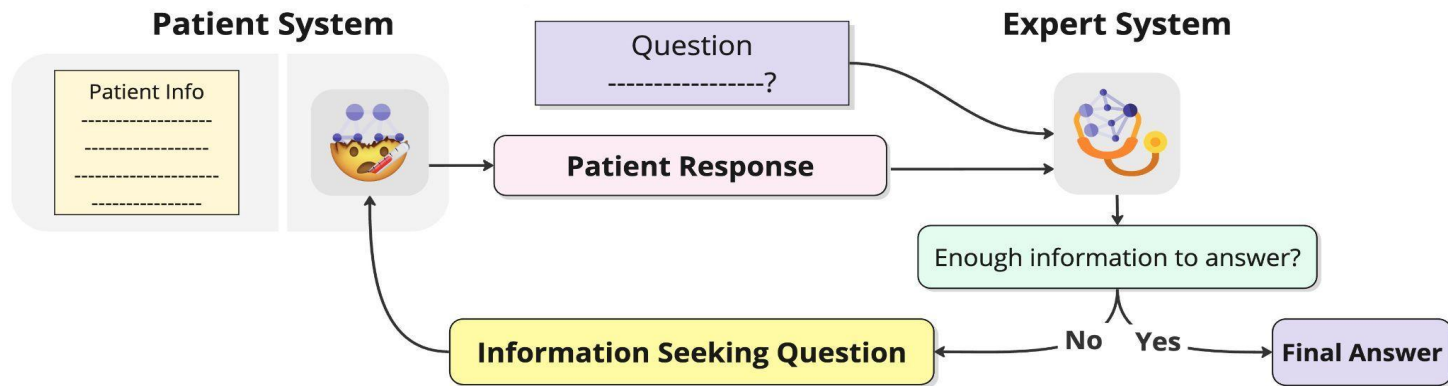 Patient System
Expert System
Question
-----------------?
Patient Info
-------------------
------------------
---------------------
----------------
Patient Response
Enough information to answer?
No
Yes
Information Seeking Question
Final Answer